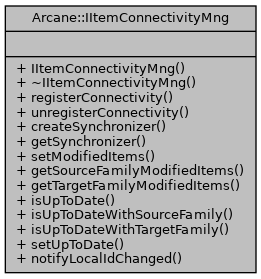 Arcane::IItemConnectivityMng
+ IItemConnectivityMng()
+ ~IItemConnectivityMng()
+ registerConnectivity()
+ unregisterConnectivity()
+ createSynchronizer()
+ getSynchronizer()
+ setModifiedItems()
+ getSourceFamilyModifiedItems()
+ getTargetFamilyModifiedItems()
+ isUpToDate()
+ isUpToDateWithSourceFamily()
+ isUpToDateWithTargetFamily()
+ setUpToDate()
+ notifyLocalIdChanged()